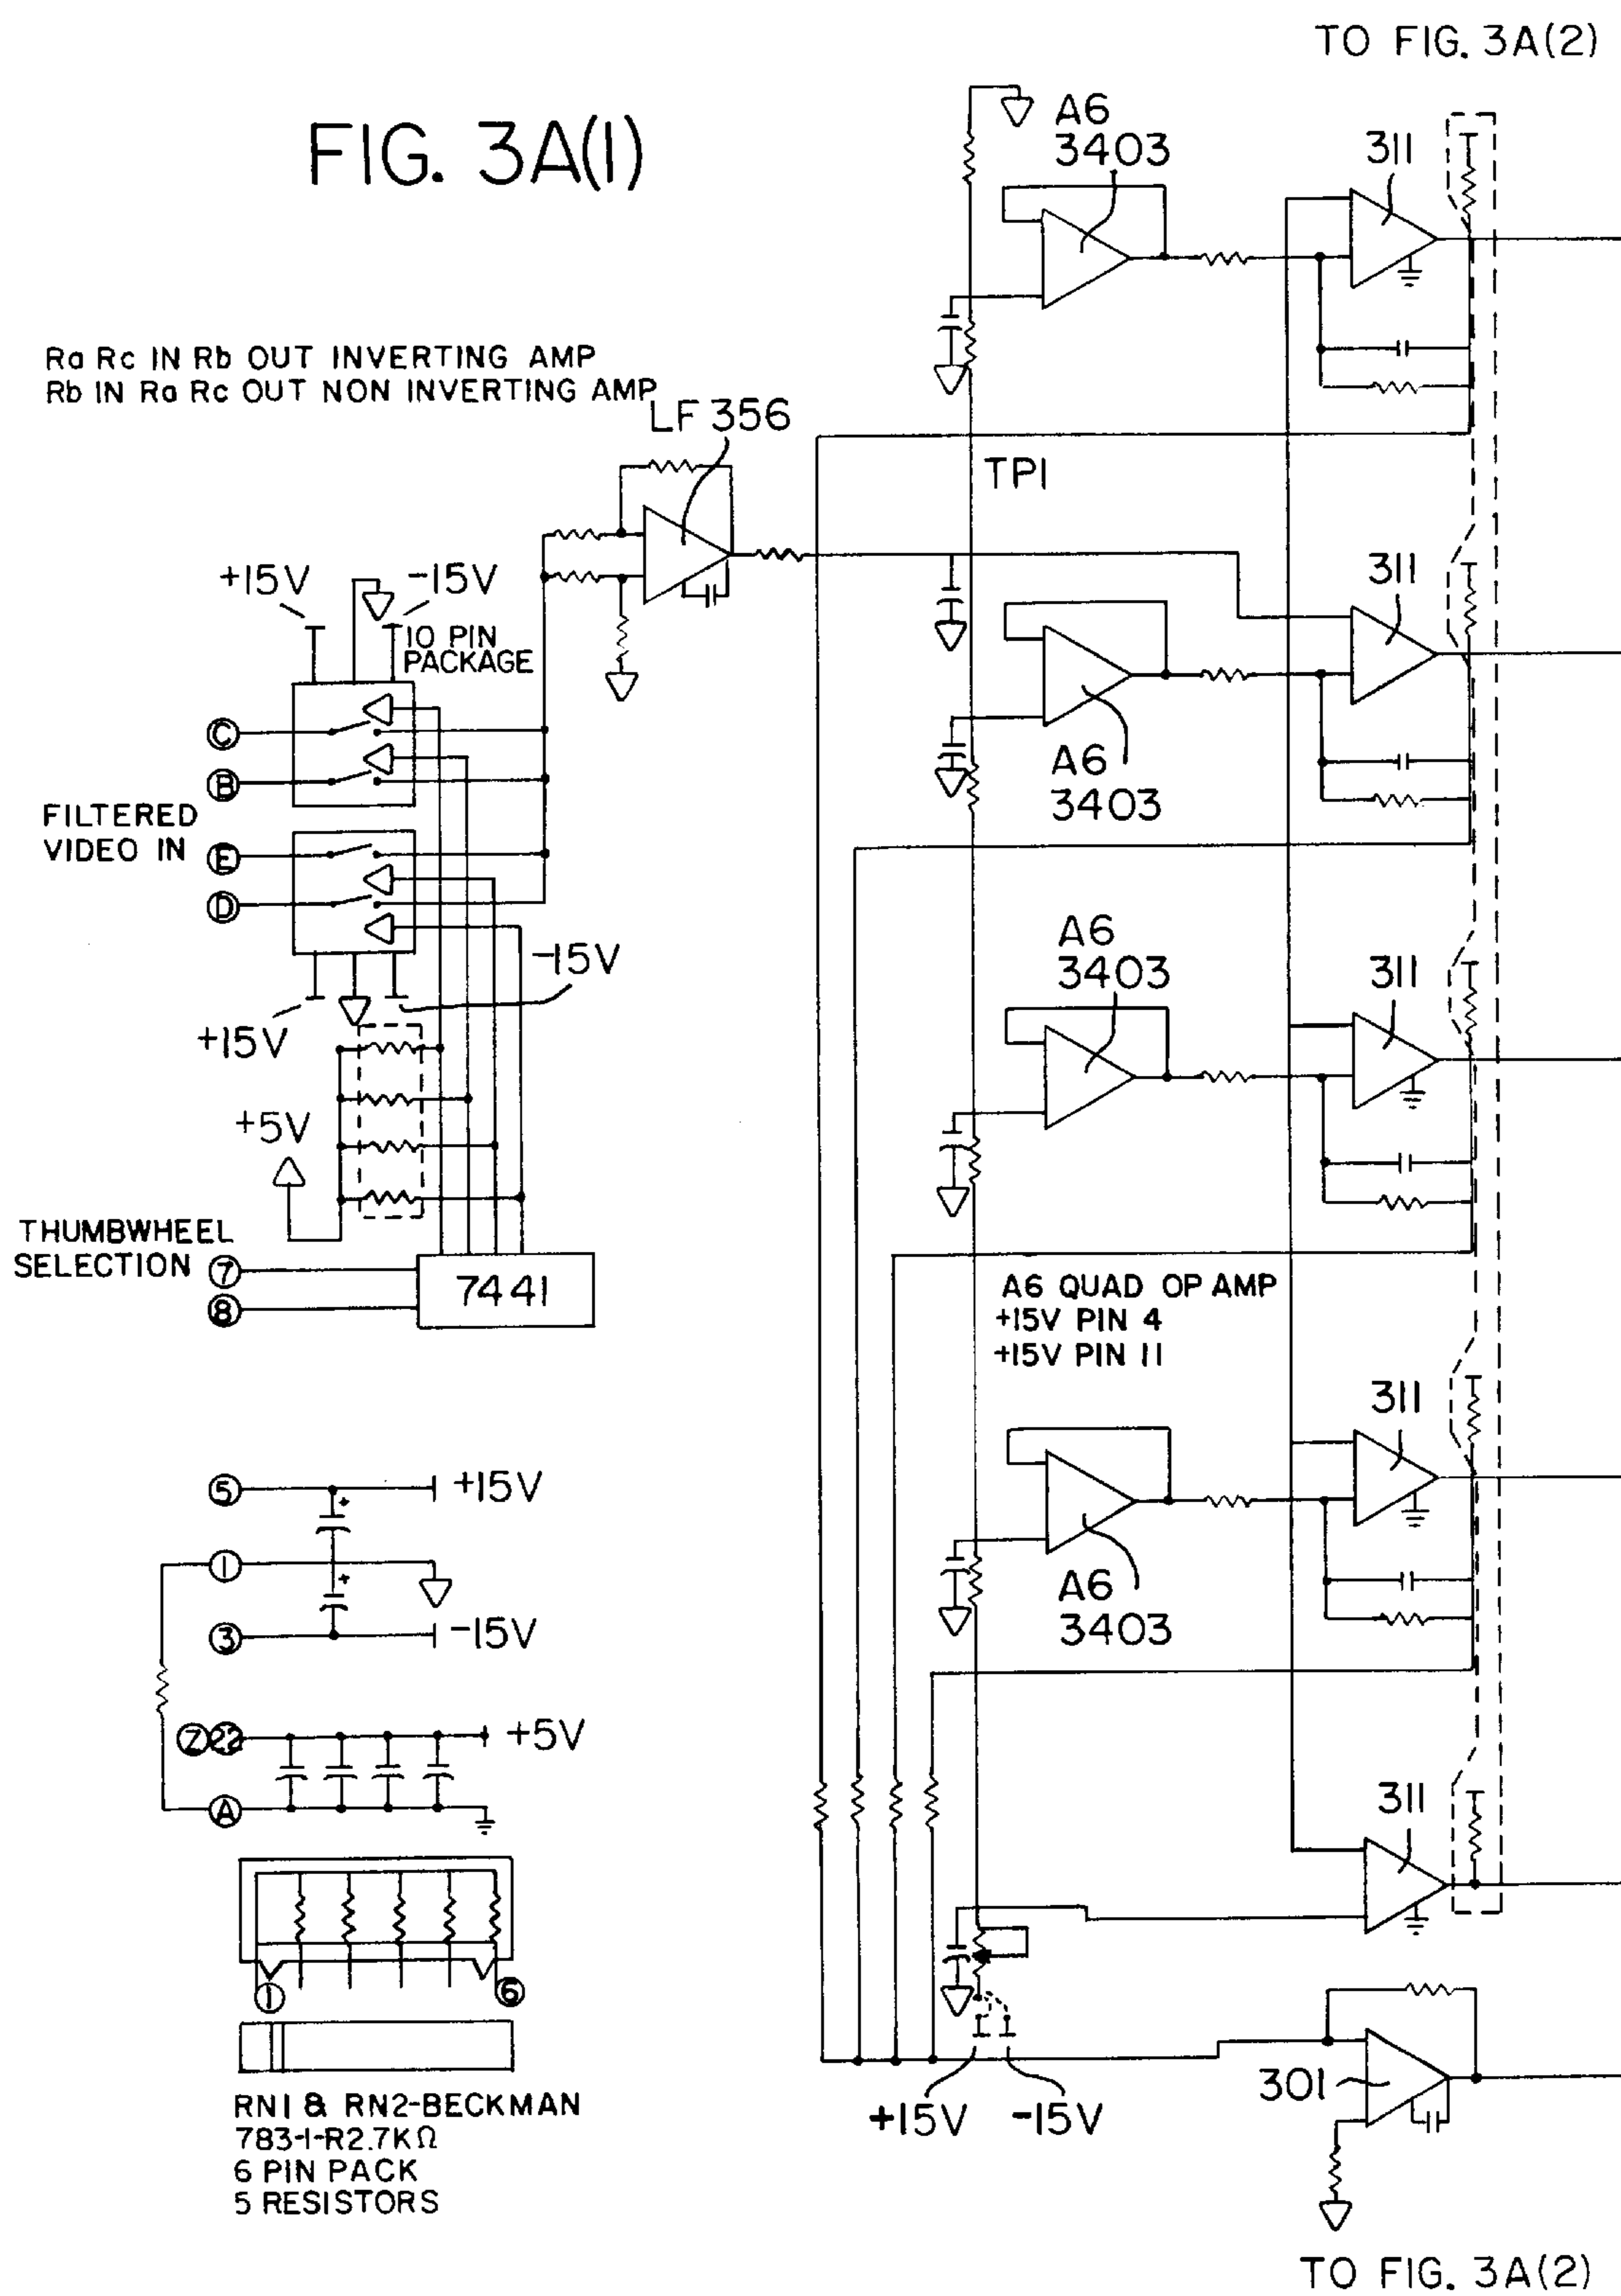 TO FIG. 3A(2)
FIG. 3A(1)
A6
3403
311
Ra Rc IN Rb OUT INVERTING AMP
Rb IN Ra Rc OUT NON INVERTING AMP
LF 356
TP1
+15V
-15V
10 PIN
PACKAGE
311
C
B
A6
3403
FILTERED
VIDEO IN
E
D
A6
3403
311
-15V
+15V
+5V
THUMBWHEEL
SELECTION
7
8
7441
A6 QUAD OP AMP
+15V PIN 4
+15V PIN 11
311
5
+15V
+
1
+
3
-15V
A6
3403
Z
22
+5V
A
311
1
6
RN1 & RN2-BECKMAN
783-1-R2.7KΩ
6 PIN PACK
5 RESISTORS
+15V
-15V
301
TO FIG. 3A(2)